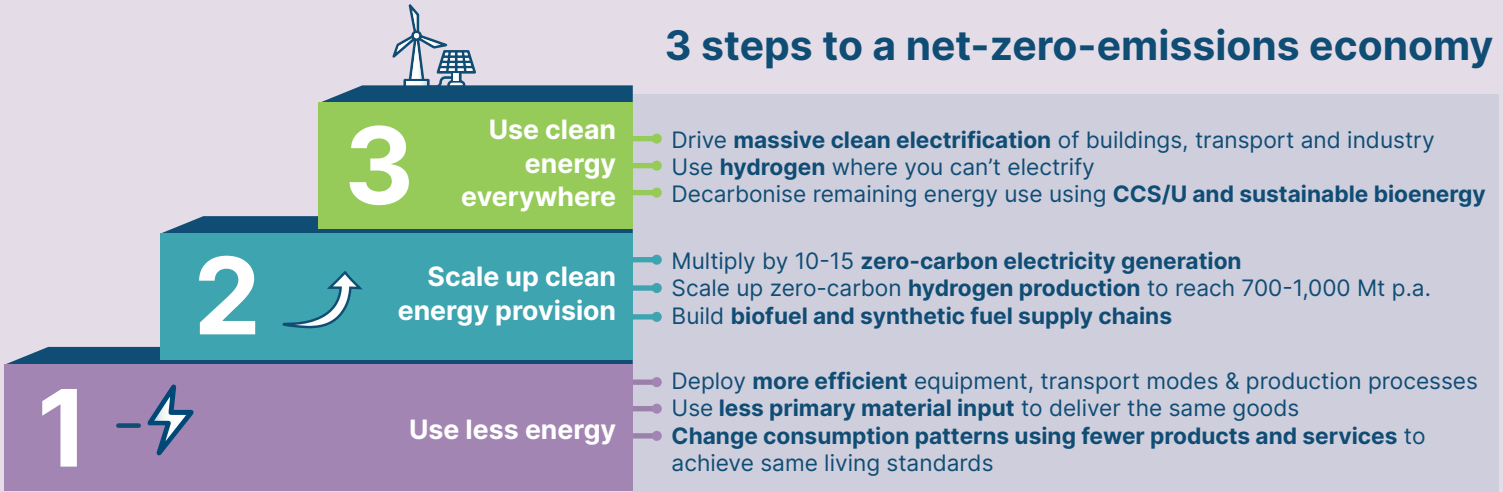 3 steps to a net-zero-emissions economy
3
Use clean
energy
everywhere
Drive massive clean electrification of buildings, transport and industry
Use hydrogen where you can’t electrify
Decarbonise remaining energy use using CCS/U and sustainable bioenergy
2
Scale up clean
energy provision
Multiply by 10-15 zero-carbon electricity generation
Scale up zero-carbon hydrogen production to reach 700-1,000 Mt p.a.
Build biofuel and synthetic fuel supply chains
1
Use less energy
Deploy more efficient equipment, transport modes & production processes
Use less primary material input to deliver the same goods
Change consumption patterns using fewer products and services to
achieve same living standards